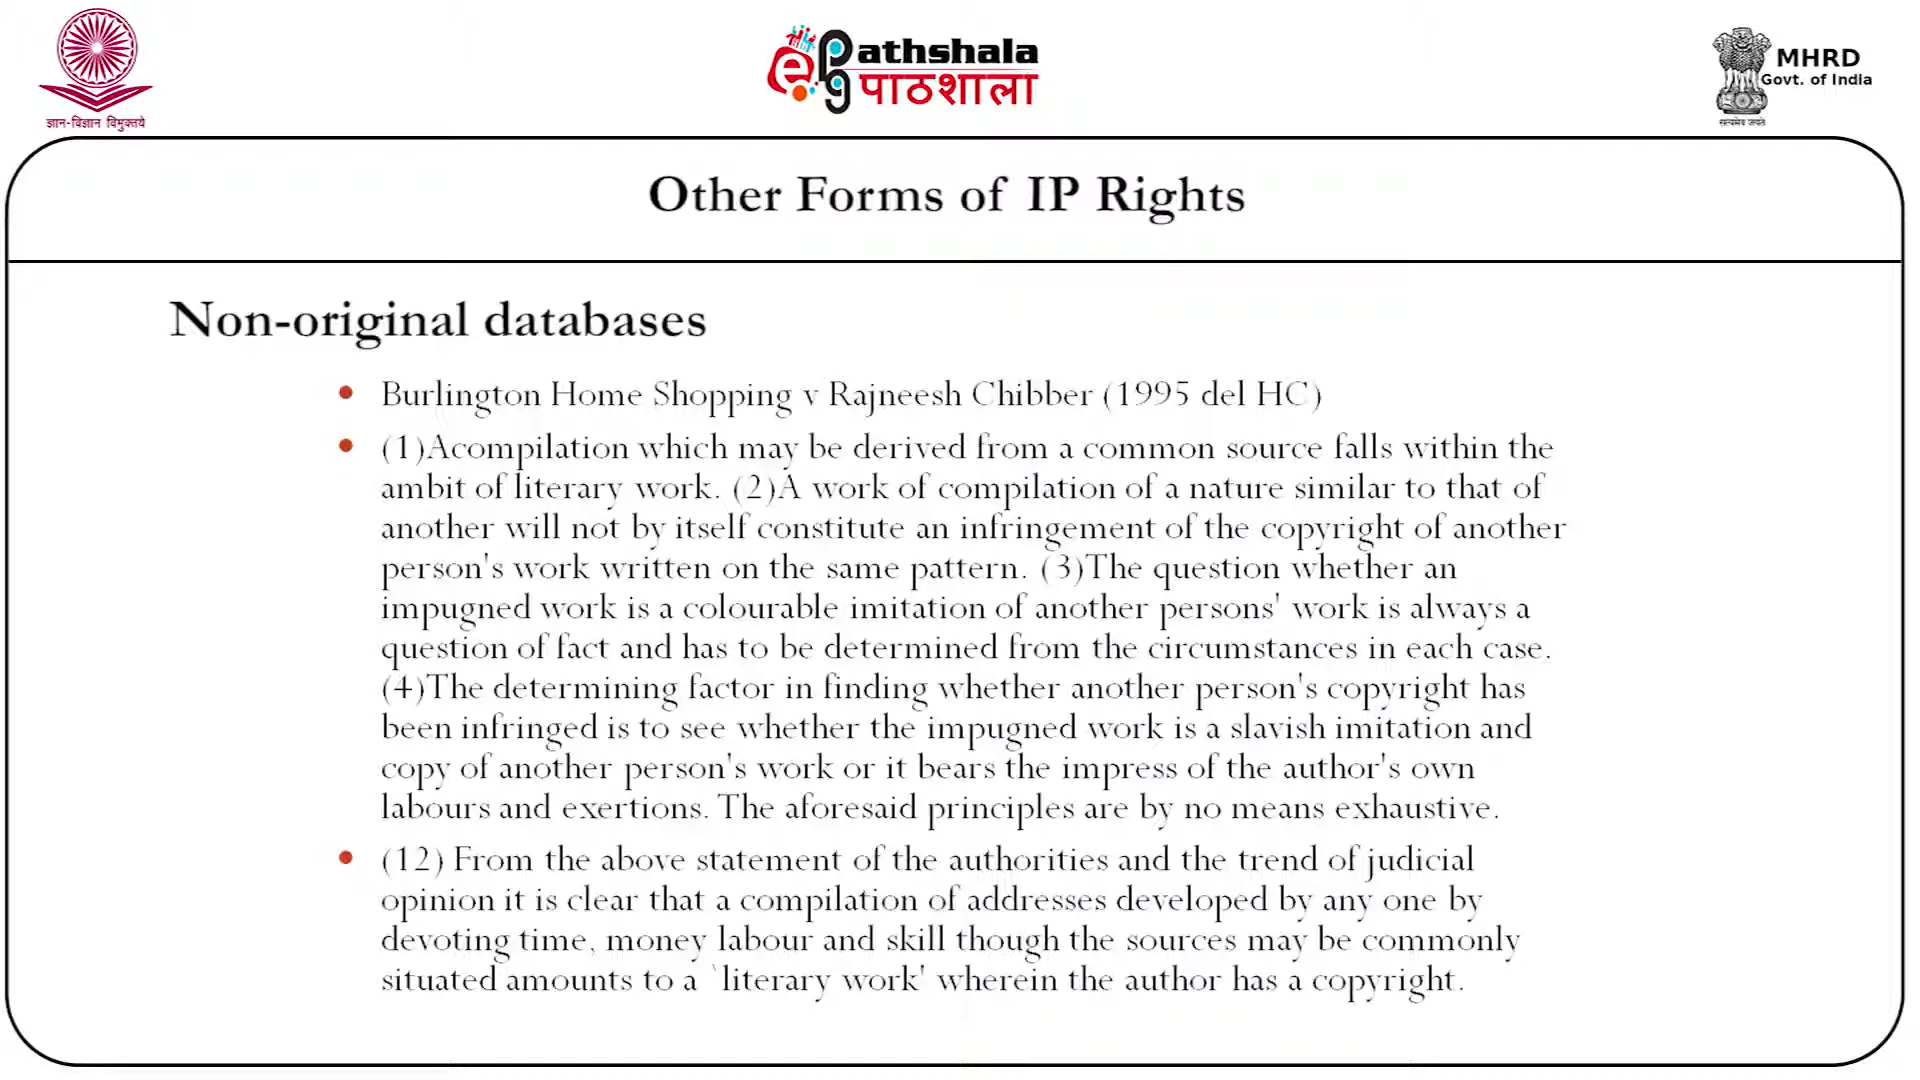 ज्ञान-विज्ञान विमुक्तये
ePathshala
पाठशाला
MHRD
Govt. of India
सत्यमेव जयते
Other Forms of IP Rights
Non-original databases
• Burlington Home Shopping v Rajneesh Chibber (1995 del HC)
• (1)Acompilation which may be derived from a common source falls within the
ambit of literary work. (2)A work of compilation of a nature similar to that of
another will not by itself constitute an infringement of the copyright of another
person's work written on the same pattern. (3)The question whether an
impugned work is a colourable imitation of another persons' work is always a
question of fact and has to be determined from the circumstances in each case.
(4)The determining factor in finding whether another person's copyright has
been infringed is to see whether the impugned work is a slavish imitation and
copy of another person's work or it bears the impress of the author's own
labours and exertions. The aforesaid principles are by no means exhaustive.
• (12) From the above statement of the authorities and the trend of judicial
opinion it is clear that a compilation of addresses developed by any one by
devoting time, money labour and skill though the sources may be commonly
situated amounts to a `literary work' wherein the author has a copyright.